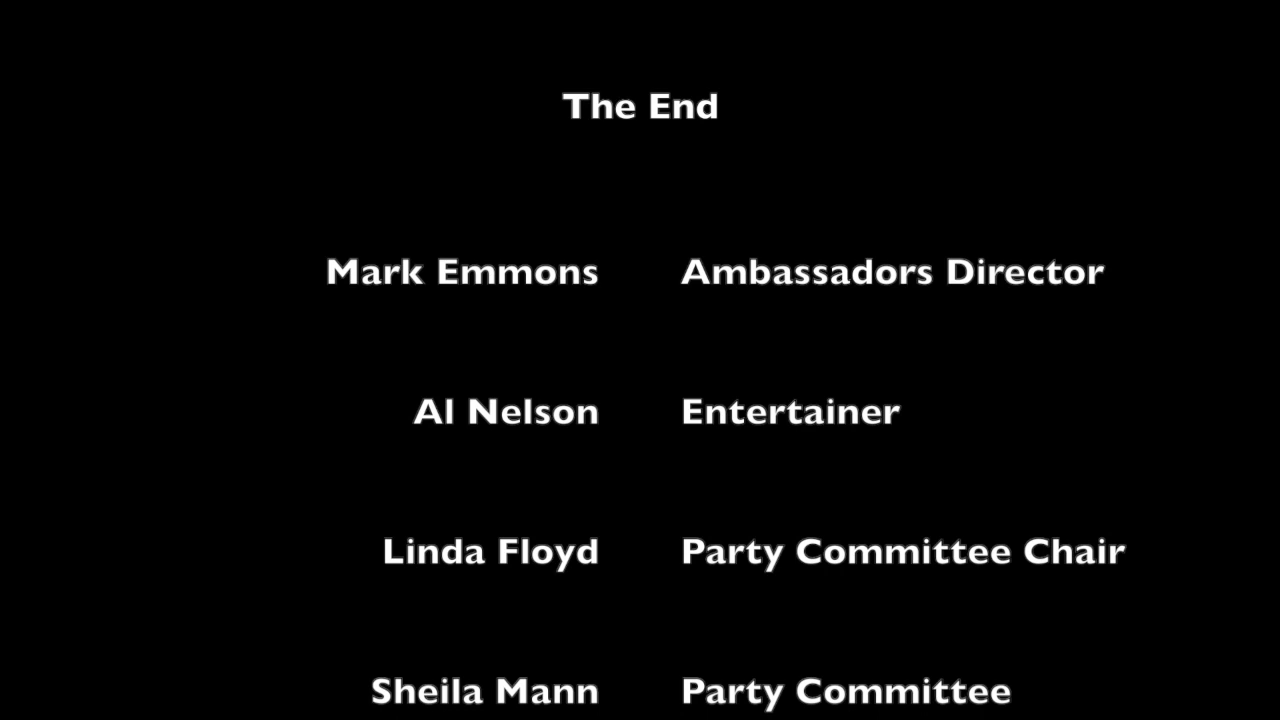 The End
Mark Emmons Ambassadors Director
Al Nelson Entertainer
Linda Floyd Party Committee Chair
Sheila Mann Party Committee